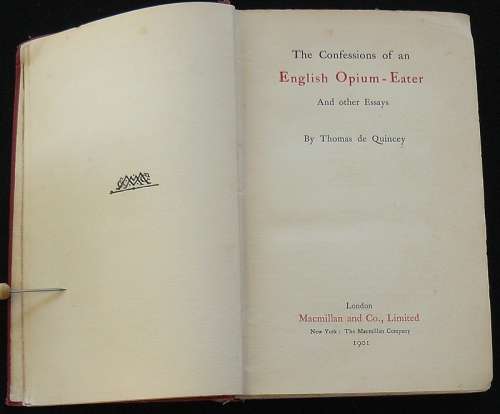 The Confessions of an
English Opium-Eater
And other Essays
By Thomas de Quincey
London
Macmillan and Co., Limited
New York: The Macmillan Company
1901